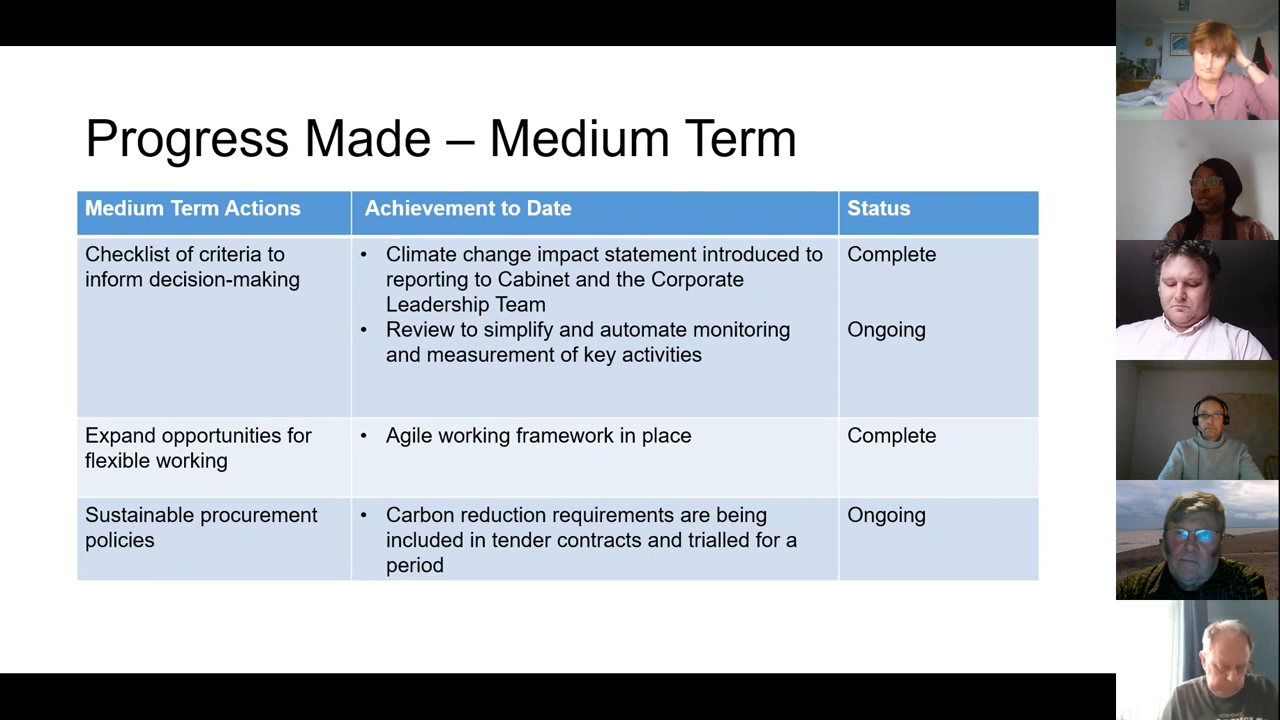 Progress Made – Medium Term
Medium Term Actions
Achievement to Date
Status
Checklist of criteria to
inform decision-making
• Climate change impact statement introduced to
reporting to Cabinet and the Corporate
Leadership Team
• Review to simplify and automate monitoring
and measurement of key activities
Complete
Ongoing
Expand opportunities for
flexible working
• Agile working framework in place
Complete
Sustainable procurement
policies
• Carbon reduction requirements are being
included in tender contracts and trialled for a
period
Ongoing